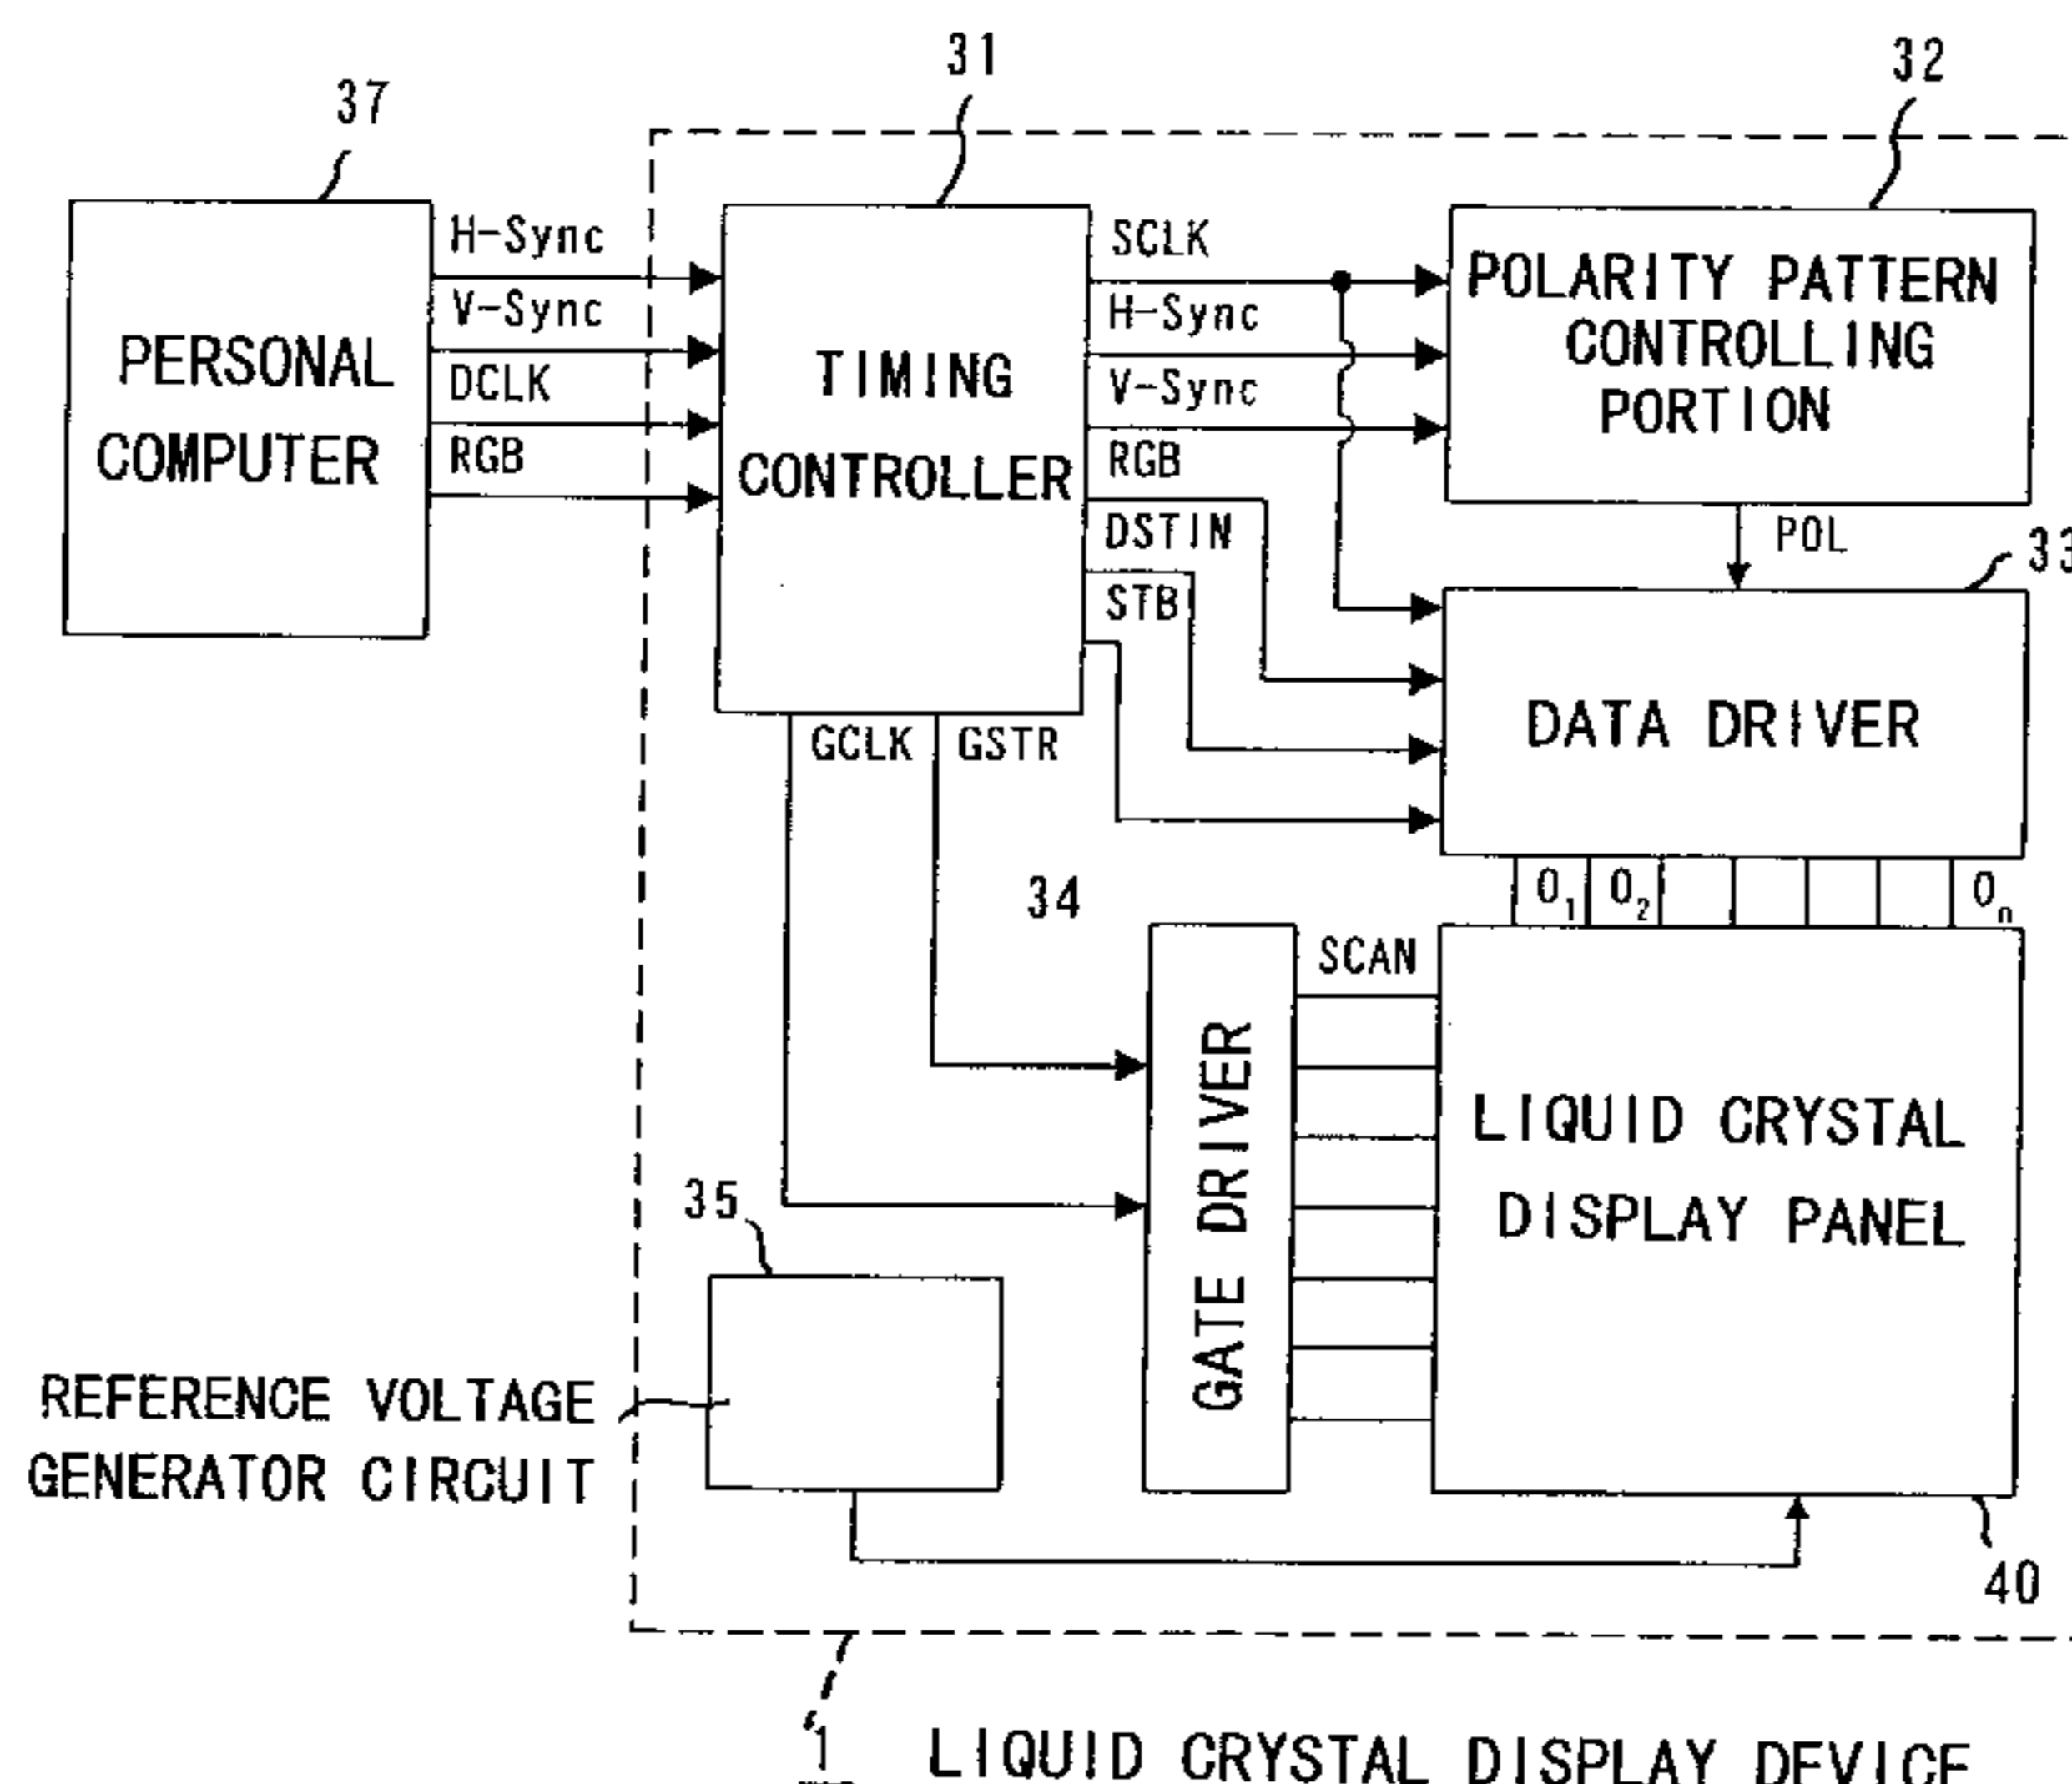 31
32
37
H-Sync
V-Sync
DCLK
RGB
PERSONAL
COMPUTER
TIMING
CONTROLLER
SCLK
H-Sync
V-Sync
RGB
DSTIN
STB
POLARITY PATTERN
CONTROLLING
PORTION
POL
33
DATA DRIVER
GCLK GSTR
O1 O2 On
34
SCAN
GATE DRIVER
LIQUID CRYSTAL
DISPLAY PANEL
35
REFERENCE VOLTAGE
GENERATOR CIRCUIT
40
1 LIQUID CRYSTAL DISPLAY DEVICE